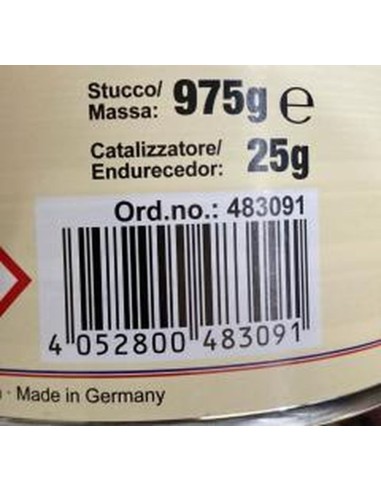 Stucco/
Massa: 975g ℮
Catalizzatore/
Endurecedor: 25g
Ord.no.: 483091
4 052800 483091
· Made in Germany